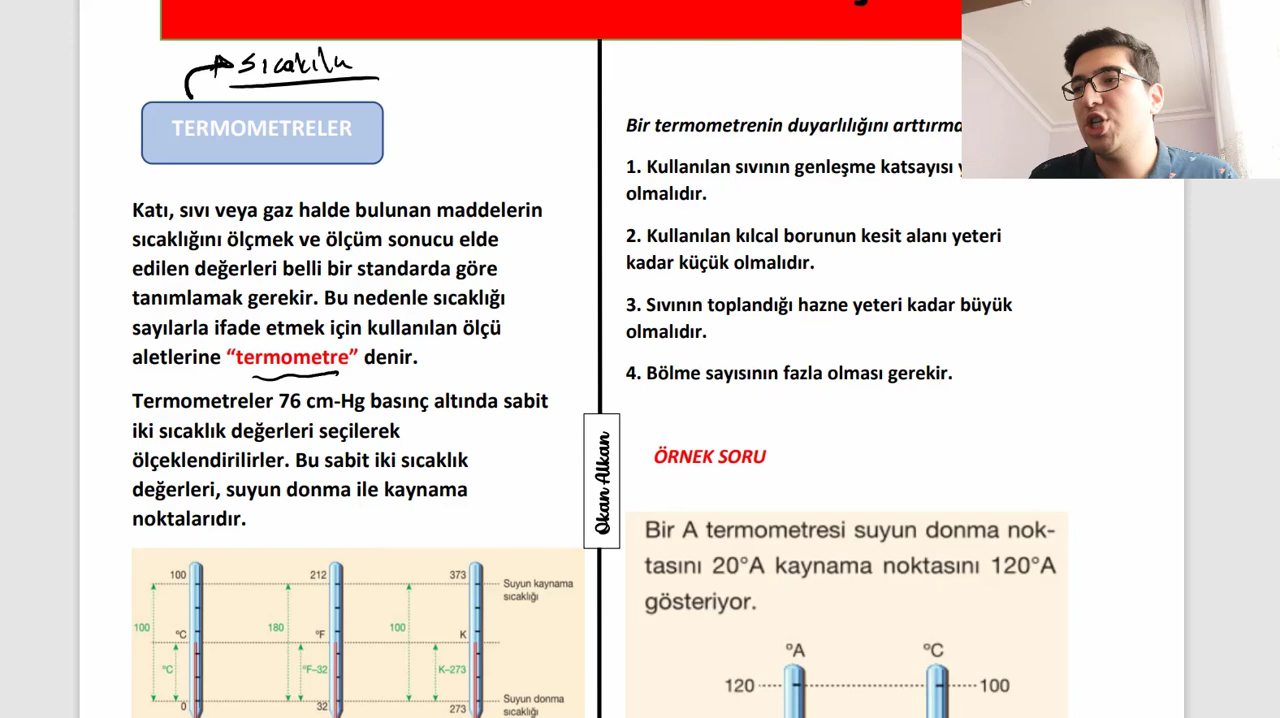 sıcaklık
TERMOMETRELER
Katı, sıvı veya gaz halde bulunan maddelerin
sıcaklığını ölçmek ve ölçüm sonucu elde
edilen değerleri belli bir standarda göre
tanımlamak gerekir. Bu nedenle sıcaklığı
sayılarla ifade etmek için kullanılan ölçü
aletlerine “termometre” denir.
Termometreler 76 cm-Hg basınç altında sabit
iki sıcaklık değerleri seçilerek
ölçeklendirilirler. Bu sabit iki sıcaklık
değerleri, suyun donma ile kaynama
noktalarıdır.
100 212 373 Suyun kaynama
sıcaklığı
100 180 100
°C °F K
°C °F–32 K–273
0 32 273 Suyun donma
sıcaklığı
Okan Alkan
Bir termometrenin duyarlılığını arttırma
1. Kullanılan sıvının genleşme katsayısı
olmalıdır.
2. Kullanılan kılcal borunun kesit alanı yeteri
kadar küçük olmalıdır.
3. Sıvının toplandığı hazne yeteri kadar büyük
olmalıdır.
4. Bölme sayısının fazla olması gerekir.
ÖRNEK SORU
Bir A termometresi suyun donma nok-
tasını 20°A kaynama noktasını 120°A
gösteriyor.
°A °C
120 100